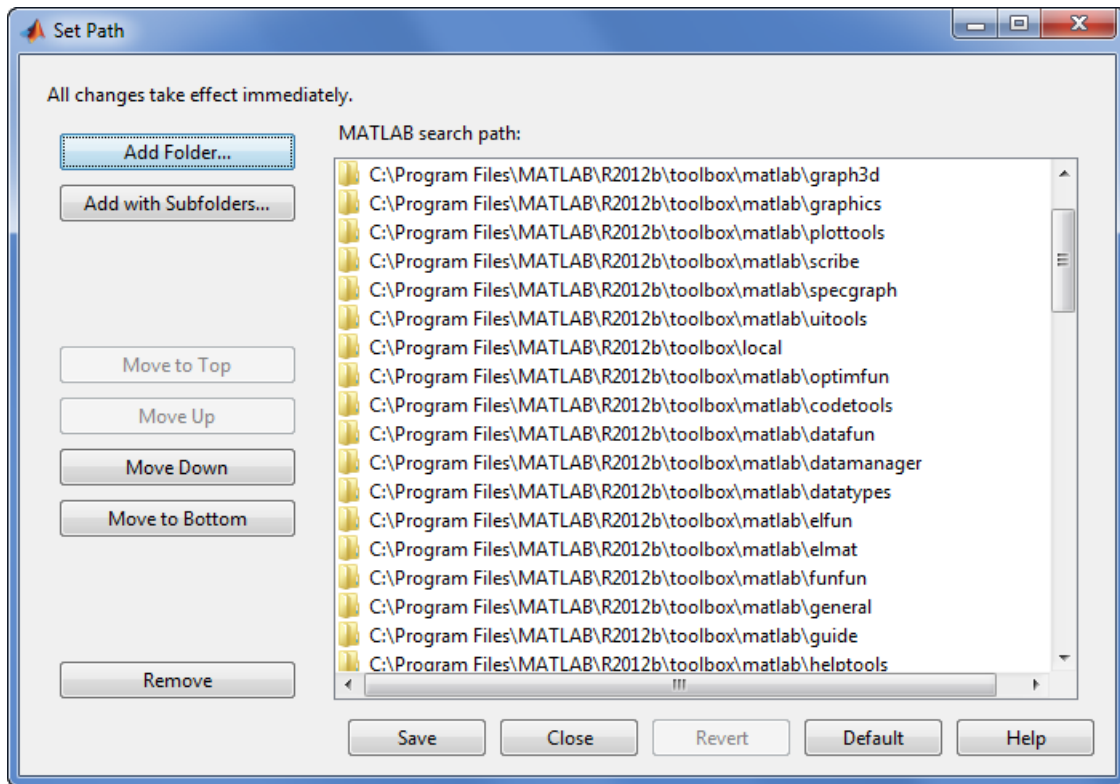 Set Path
All changes take effect immediately.
Add Folder...
Add with Subfolders...
Move to Top
Move Up
Move Down
Move to Bottom
Remove
MATLAB search path:
C:\Program Files\MATLAB\R2012b\toolbox\matlab\graph3d
C:\Program Files\MATLAB\R2012b\toolbox\matlab\graphics
C:\Program Files\MATLAB\R2012b\toolbox\matlab\plottools
C:\Program Files\MATLAB\R2012b\toolbox\matlab\scribe
C:\Program Files\MATLAB\R2012b\toolbox\matlab\specgraph
C:\Program Files\MATLAB\R2012b\toolbox\matlab\uitools
C:\Program Files\MATLAB\R2012b\toolbox\local
C:\Program Files\MATLAB\R2012b\toolbox\matlab\optimfun
C:\Program Files\MATLAB\R2012b\toolbox\matlab\codetools
C:\Program Files\MATLAB\R2012b\toolbox\matlab\datafun
C:\Program Files\MATLAB\R2012b\toolbox\matlab\datamanager
C:\Program Files\MATLAB\R2012b\toolbox\matlab\datatypes
C:\Program Files\MATLAB\R2012b\toolbox\matlab\elfun
C:\Program Files\MATLAB\R2012b\toolbox\matlab\elmat
C:\Program Files\MATLAB\R2012b\toolbox\matlab\funfun
C:\Program Files\MATLAB\R2012b\toolbox\matlab\general
C:\Program Files\MATLAB\R2012b\toolbox\matlab\guide
C:\Program Files\MATLAB\R2012b\toolbox\matlab\helptools
Save
Close
Revert
Default
Help